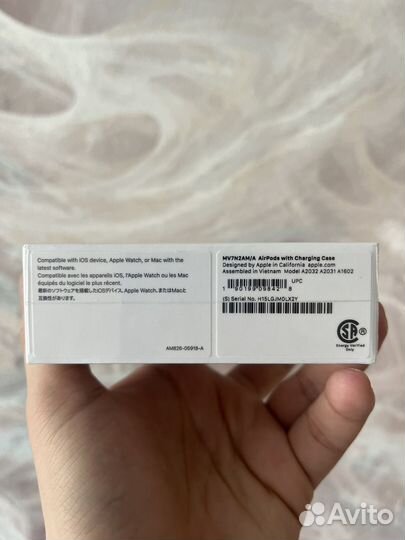 Compatible with iOS device, Apple Watch, or Mac with the
latest software.
Compatible avec les appareils iOS, l'Apple Watch ou les Mac
équipés du logiciel le plus récent.
最新のソフトウェアを搭載したiOSデバイス、Apple Watch、またはMacと
互換性があります。
AM826-05918-A
MV7N2AM/A AirPods with Charging Case
Designed by Apple in California apple.com
Assembled in Vietnam Model A2032 A2031 A1602
UPC
(S) Serial No. H15LGJM0LX2Y
SA
Energy Verified
Only
Avito